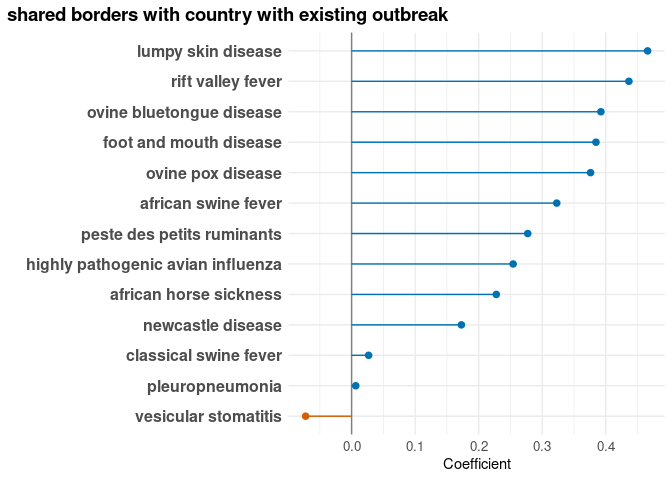 shared borders with country with existing outbreak
lumpy skin disease
rift valley fever
ovine bluetongue disease
foot and mouth disease
ovine pox disease
african swine fever
peste des petits ruminants
highly pathogenic avian influenza
african horse sickness
newcastle disease
classical swine fever
pleuropneumonia
vesicular stomatitis
0.0 0.1 0.2 0.3 0.4
Coefficient